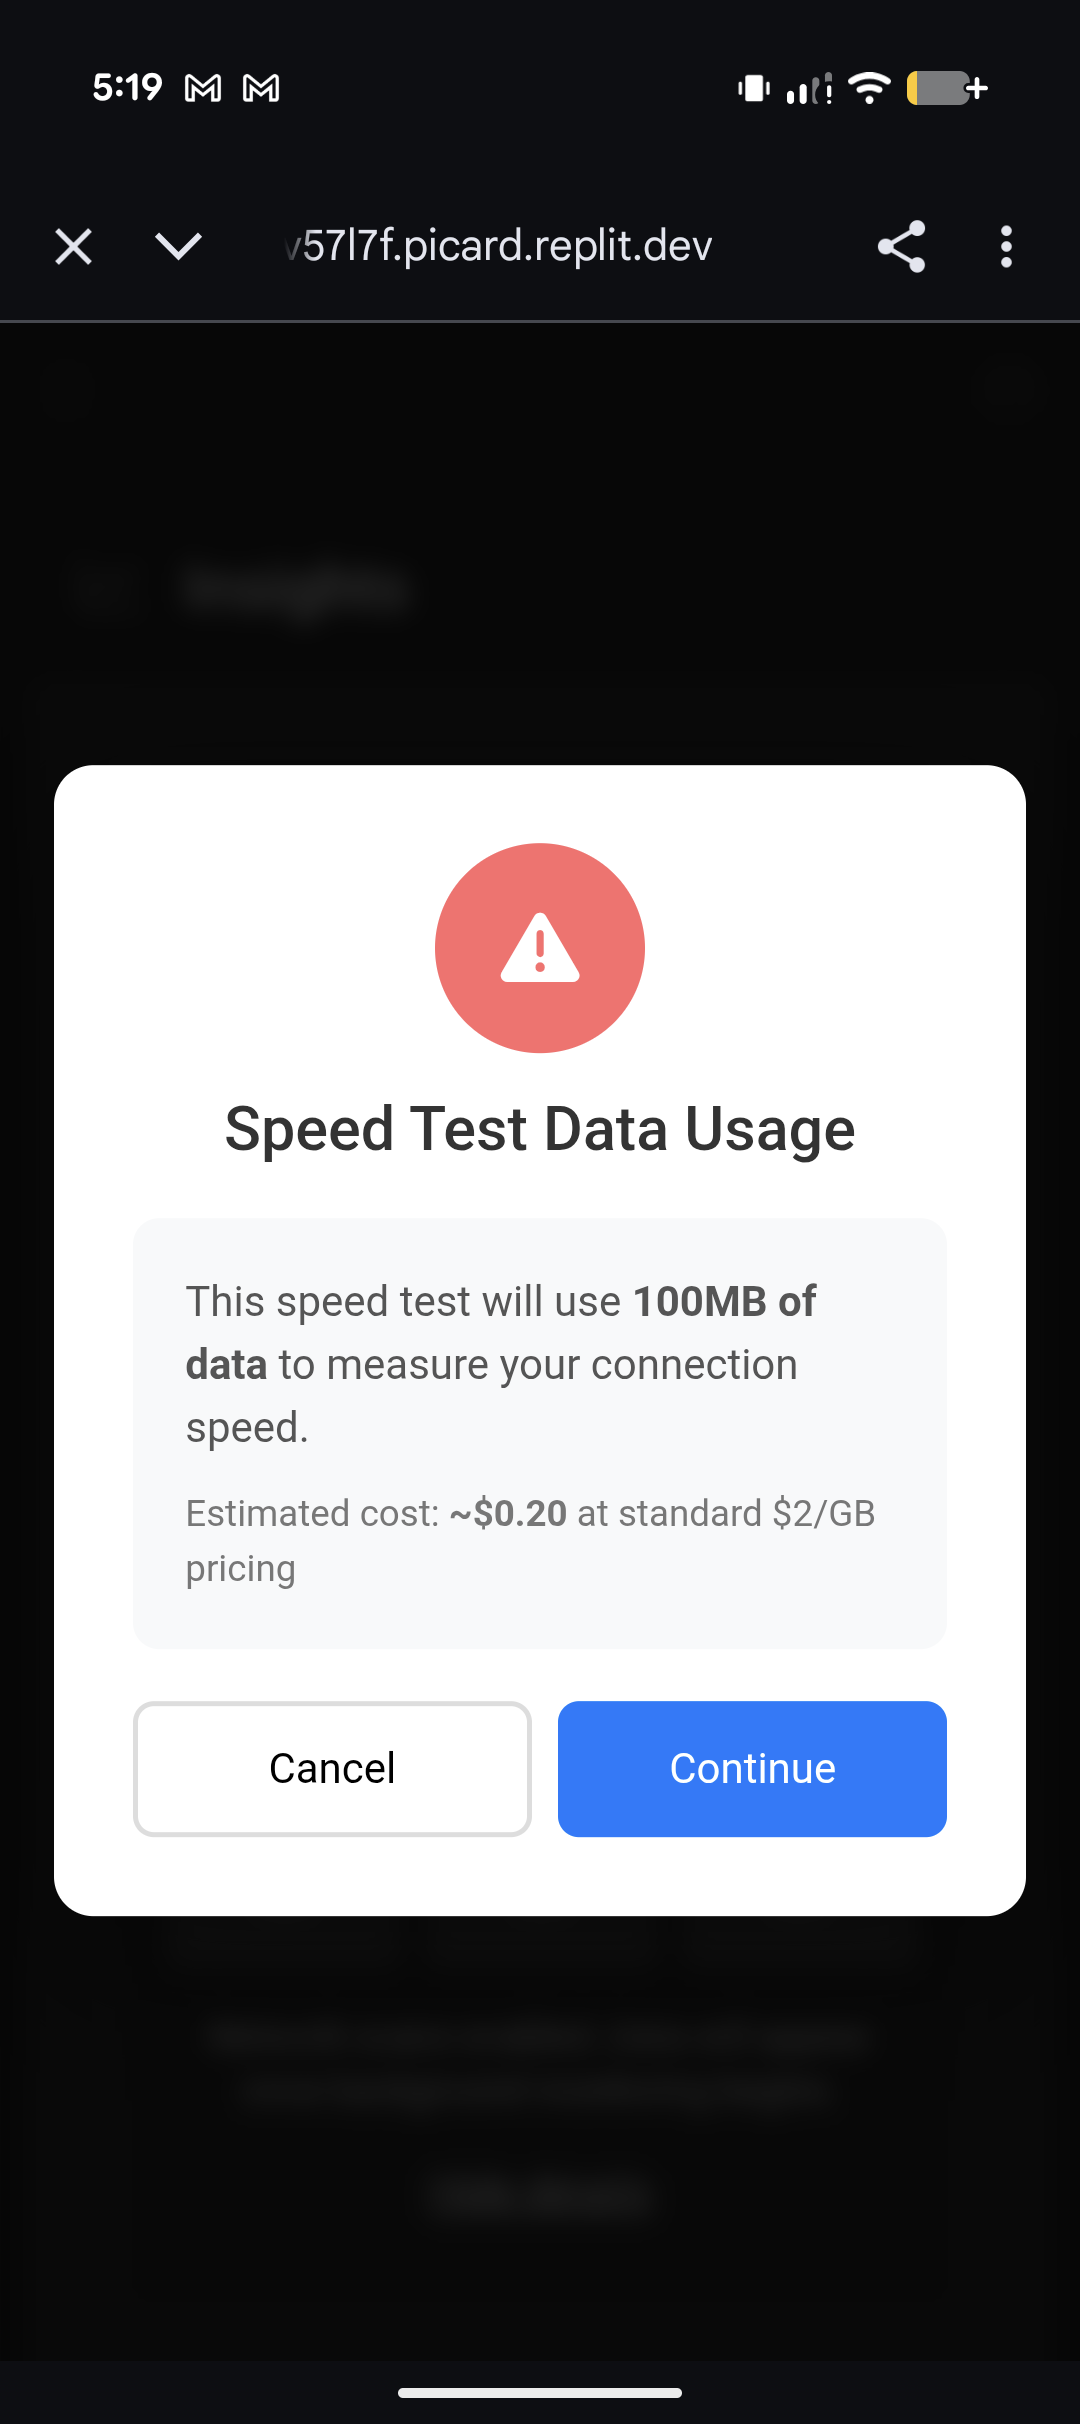 5:19
v57l7f.picard.replit.dev
Insights
Speed Test Data Usage
This speed test will use 100MB of
data to measure your connection
speed.
Estimated cost: ~$0.20 at standard $2/GB
pricing
Cancel
Continue